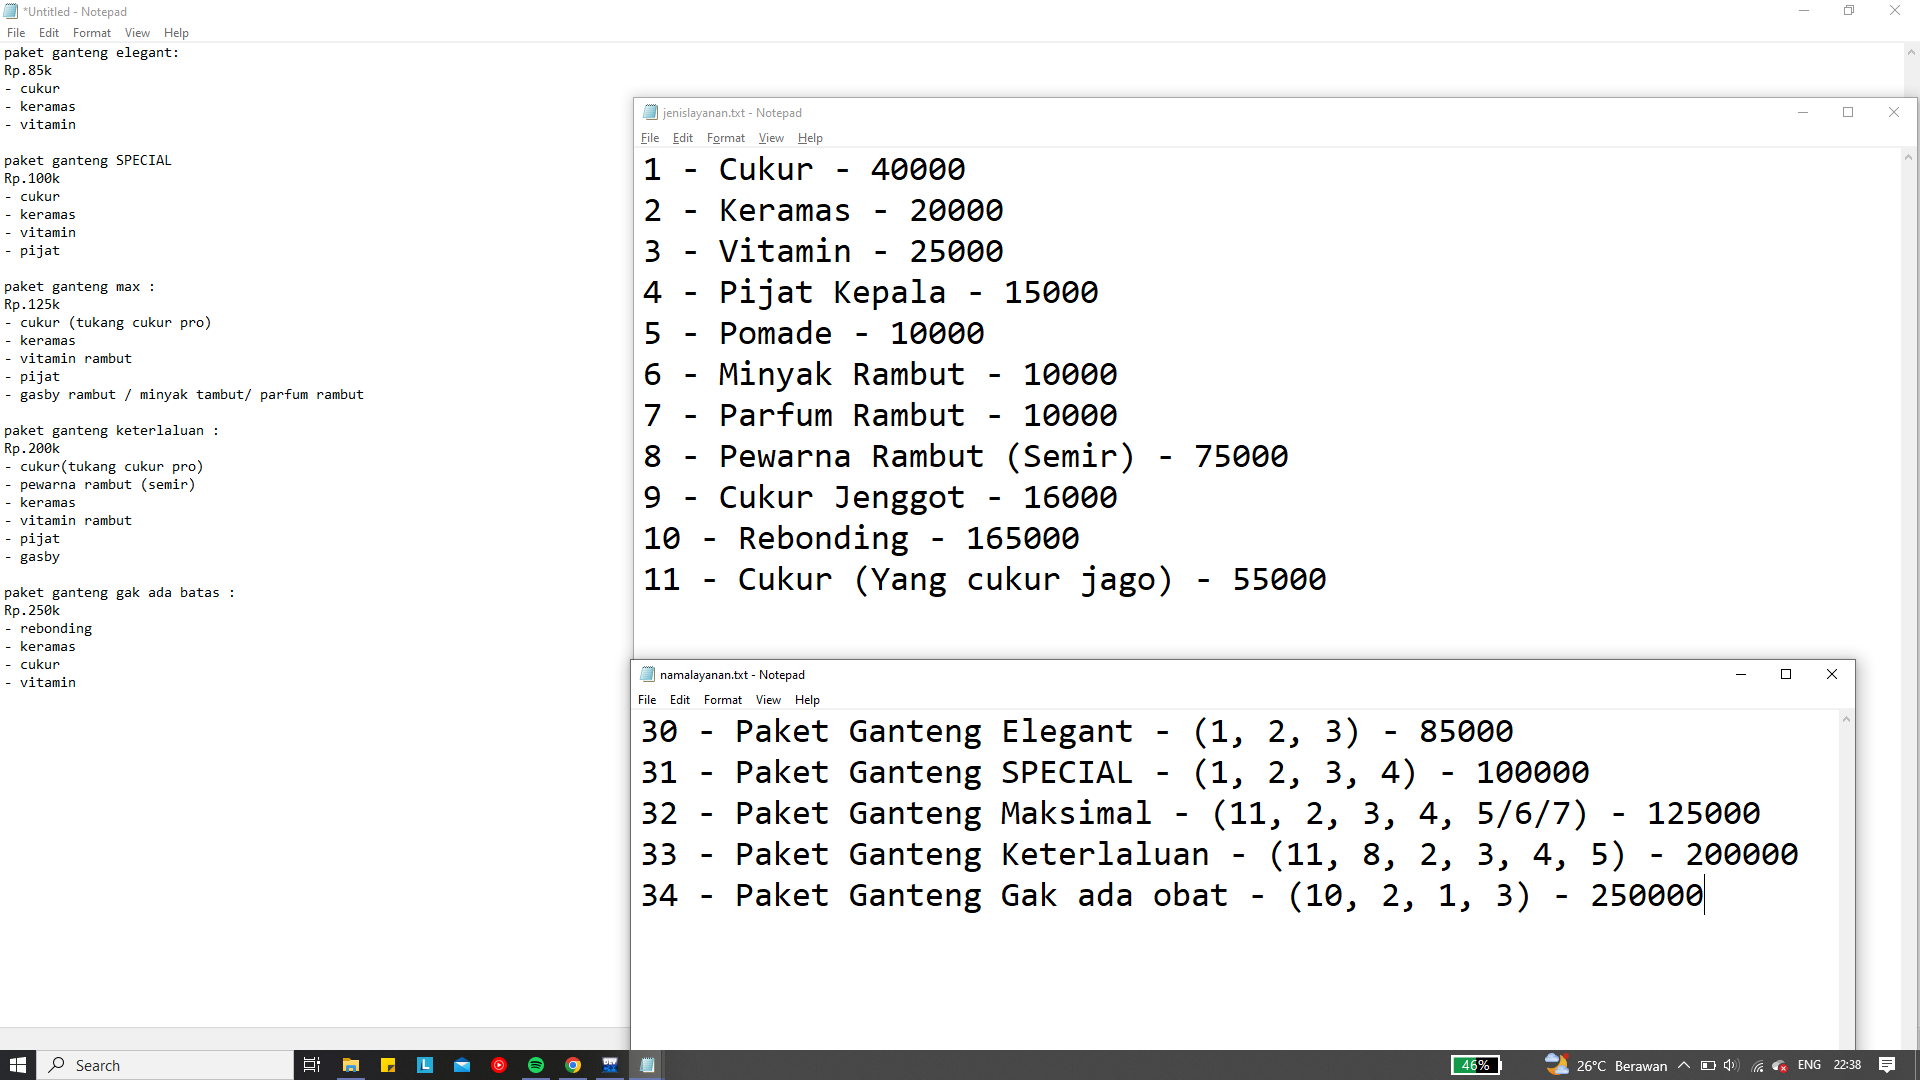 *Untitled - Notepad
File Edit Format View Help
paket ganteng elegant:
Rp.85k
- cukur
- keramas
- vitamin
paket ganteng SPECIAL
Rp.100k
- cukur
- keramas
- vitamin
- pijat
paket ganteng max :
Rp.125k
- cukur (tukang cukur pro)
- keramas
- vitamin rambut
- pijat
- gasby rambut / minyak tambut/ parfum rambut
paket ganteng keterlaluan :
Rp.200k
- cukur(tukang cukur pro)
- pewarna rambut (semir)
- keramas
- vitamin rambut
- pijat
- gasby
paket ganteng gak ada batas :
Rp.250k
- rebonding
- keramas
- cukur
- vitamin
jenislayanan.txt - Notepad
File Edit Format View Help
1 - Cukur - 40000
2 - Keramas - 20000
3 - Vitamin - 25000
4 - Pijat Kepala - 15000
5 - Pomade - 10000
6 - Minyak Rambut - 10000
7 - Parfum Rambut - 10000
8 - Pewarna Rambut (Semir) - 75000
9 - Cukur Jenggot - 16000
10 - Rebonding - 165000
11 - Cukur (Yang cukur jago) - 55000
namalayanan.txt - Notepad
File Edit Format View Help
30 - Paket Ganteng Elegant - (1, 2, 3) - 85000
31 - Paket Ganteng SPECIAL - (1, 2, 3, 4) - 100000
32 - Paket Ganteng Maksimal - (11, 2, 3, 4, 5/6/7) - 125000
33 - Paket Ganteng Keterlaluan - (11, 8, 2, 3, 4, 5) - 200000
34 - Paket Ganteng Gak ada obat - (10, 2, 1, 3) - 250000
Search
L
46%
26°C Berawan
ENG
22:38